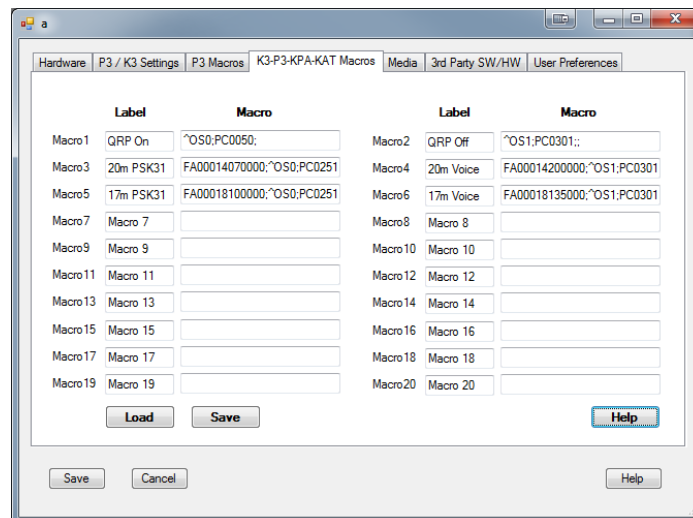 a
Hardware P3 / K3 Settings P3 Macros K3-P3-KPA-KAT Macros Media 3rd Party SW/HW User Preferences
Label Macro Label Macro
Macro1 QRP On ^OS0;PC0050; Macro2 QRP Off ^OS1;PC0301;;
Macro3 20m PSK31 FA00014070000;^OS0;PC0251 Macro4 20m Voice FA00014200000;^OS1;PC0301
Macro5 17m PSK31 FA00018100000;^OS0;PC0251 Macro6 17m Voice FA00018135000;^OS1;PC0301
Macro7 Macro 7 Macro8 Macro 8
Macro9 Macro 9 Macro10 Macro 10
Macro11 Macro 11 Macro12 Macro 12
Macro13 Macro 13 Macro14 Macro 14
Macro15 Macro 15 Macro16 Macro 16
Macro17 Macro 17 Macro18 Macro 18
Macro19 Macro 19 Macro20 Macro 20
Load Save Help
Save Cancel Help